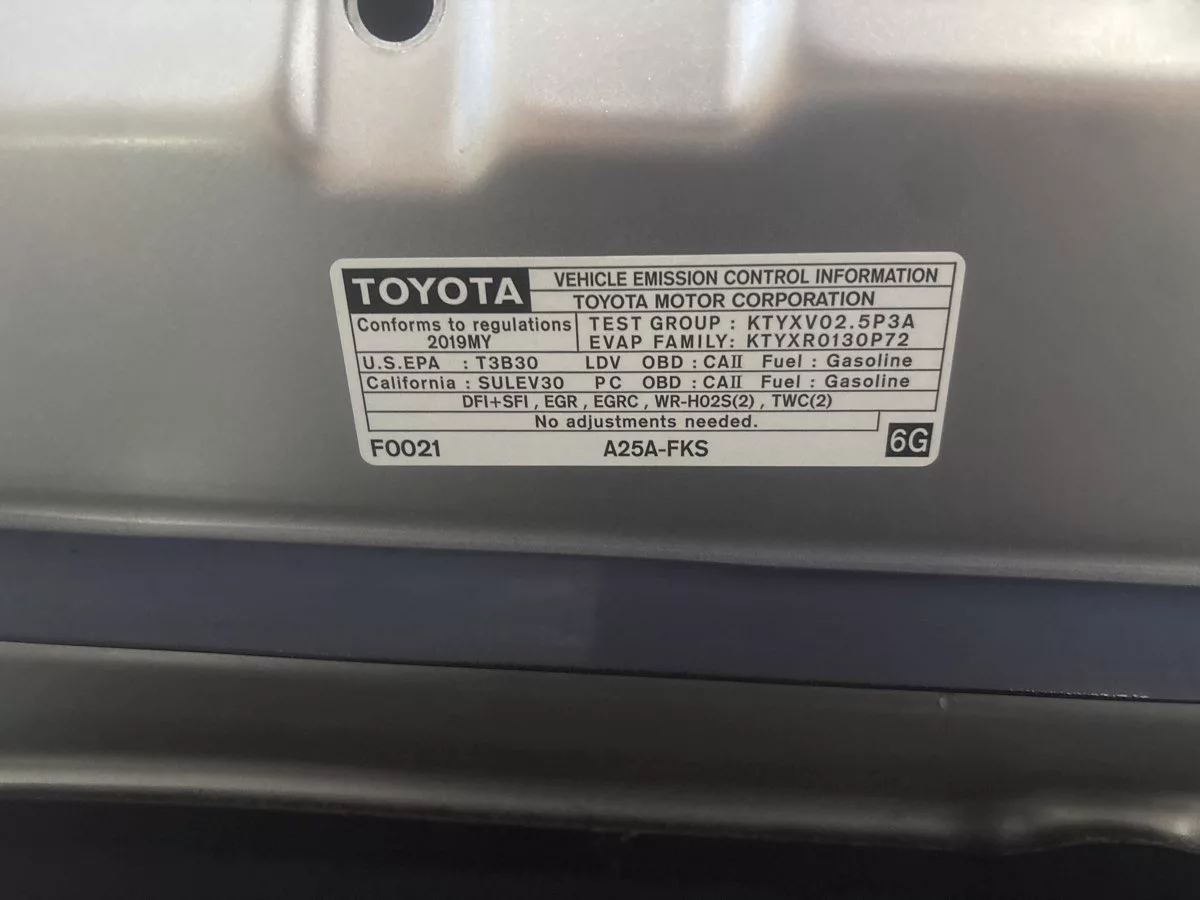 TOYOTA
VEHICLE EMISSION CONTROL INFORMATION
TOYOTA MOTOR CORPORATION
Conforms to regulations
2019MY
TEST GROUP : KTYXV02.5P3A
EVAP FAMILY: KTYXR0130P72
U.S.EPA : T3B30 LDV OBD : CAII Fuel : Gasoline
California : SULEV30 PC OBD : CAII Fuel : Gasoline
DFI+SFI , EGR , EGRC , WR-HO2S(2) , TWC(2)
No adjustments needed.
F0021 A25A-FKS 6G